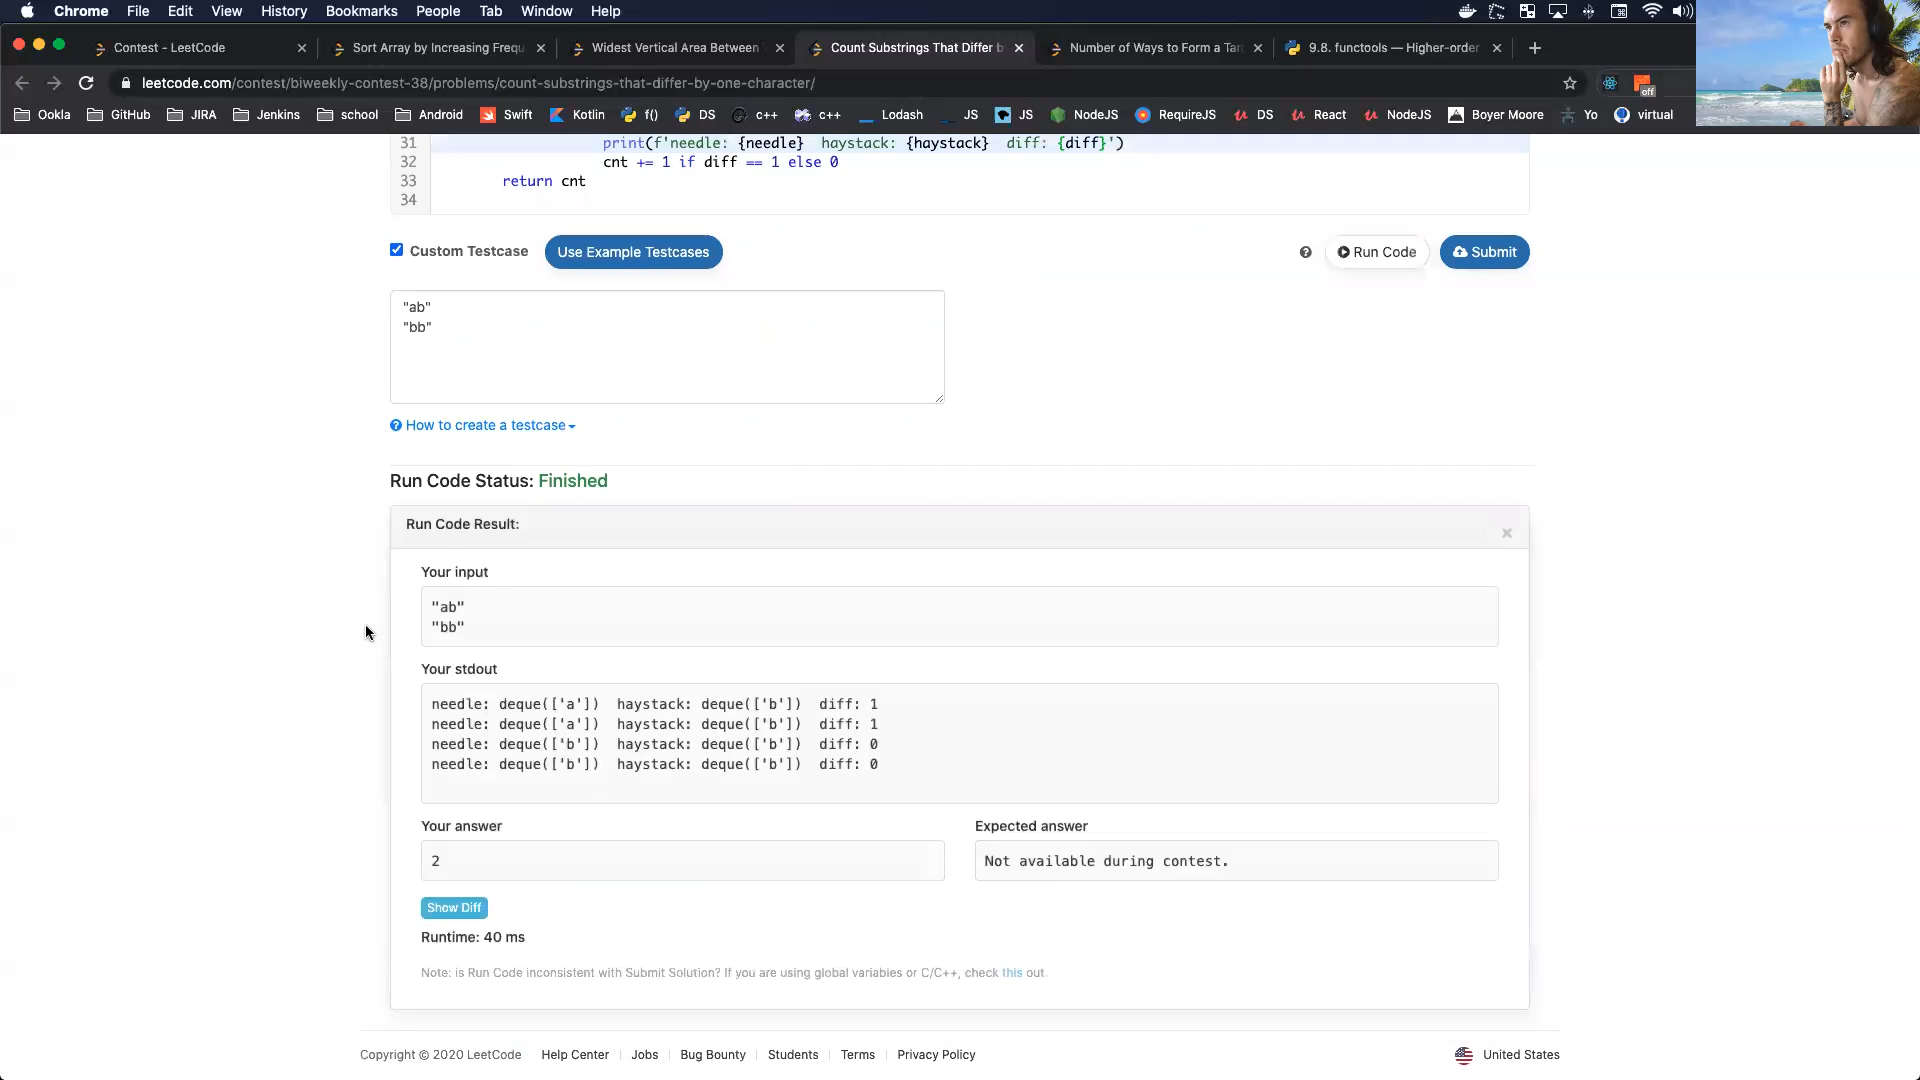 Chrome File Edit View History Bookmarks People Tab Window Help
Contest - LeetCode
Sort Array by Increasing Frequ
Widest Vertical Area Between
Count Substrings That Differ b
Number of Ways to Form a Tar
9.8. functools — Higher-order
leetcode.com/contest/biweekly-contest-38/problems/count-substrings-that-differ-by-one-character/
off
Ookla GitHub JIRA Jenkins school Android Swift Kotlin f() DS c++ c++ Lodash JS JS NodeJS RequireJS DS React NodeJS Boyer Moore Yo virtual
31 print(f'needle: {needle}  haystack: {haystack}  diff: {diff}')
32 cnt += 1 if diff == 1 else 0
33 return cnt
34
Custom Testcase Use Example Testcases Run Code Submit
"ab"
"bb"
How to create a testcase
Run Code Status: Finished
Run Code Result:
Your input
"ab"
"bb"
Your stdout
needle: deque(['a'])  haystack: deque(['b'])  diff: 1
needle: deque(['a'])  haystack: deque(['b'])  diff: 1
needle: deque(['b'])  haystack: deque(['b'])  diff: 0
needle: deque(['b'])  haystack: deque(['b'])  diff: 0
Your answer Expected answer
2 Not available during contest.
Show Diff
Runtime: 40 ms
Note: is Run Code inconsistent with Submit Solution? If you are using global variables or C/C++, check this out.
Copyright © 2020 LeetCode Help Center Jobs Bug Bounty Students Terms Privacy Policy United States